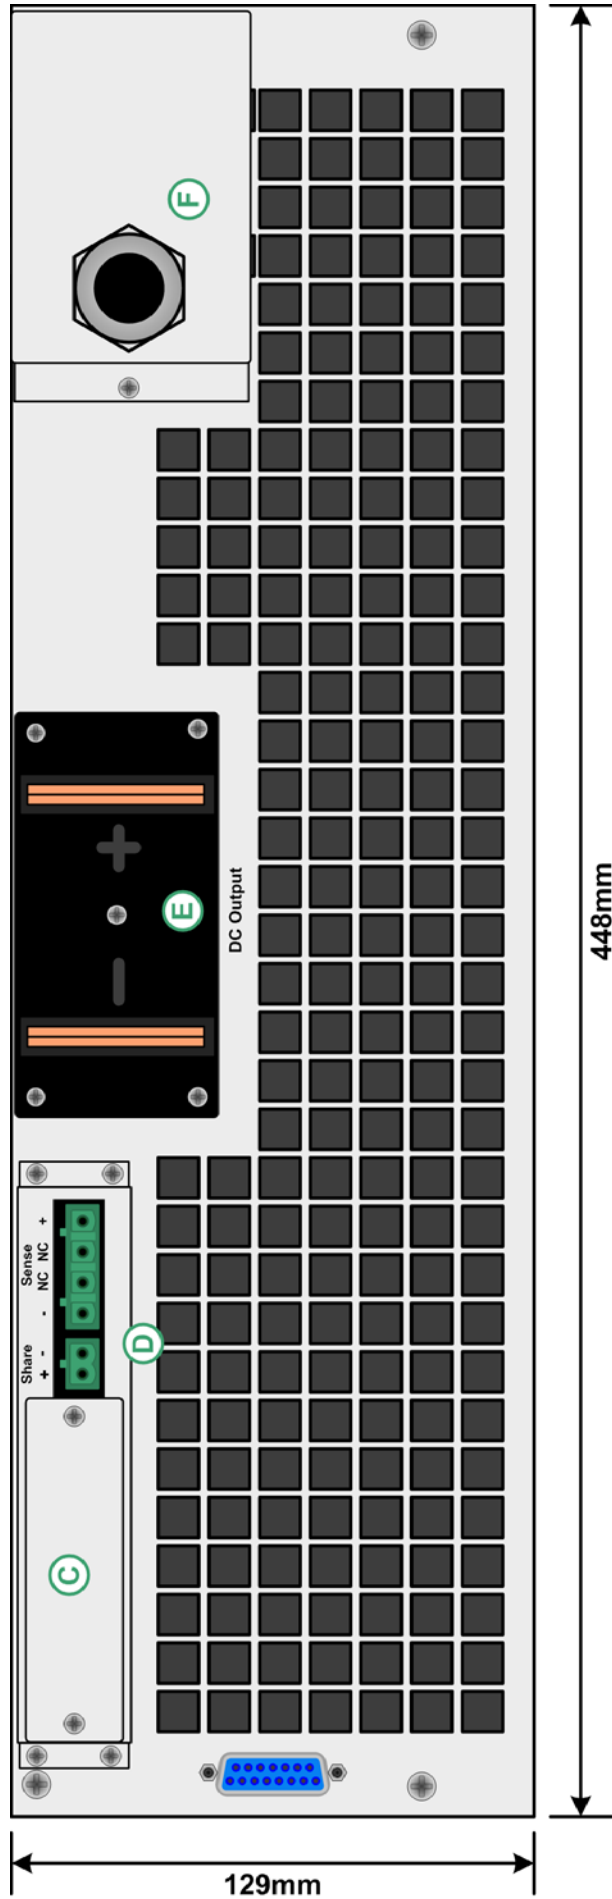 Share
+ -
Sense
- NC NC +
C
D
E
F
- +
DC Output
448mm
129mm